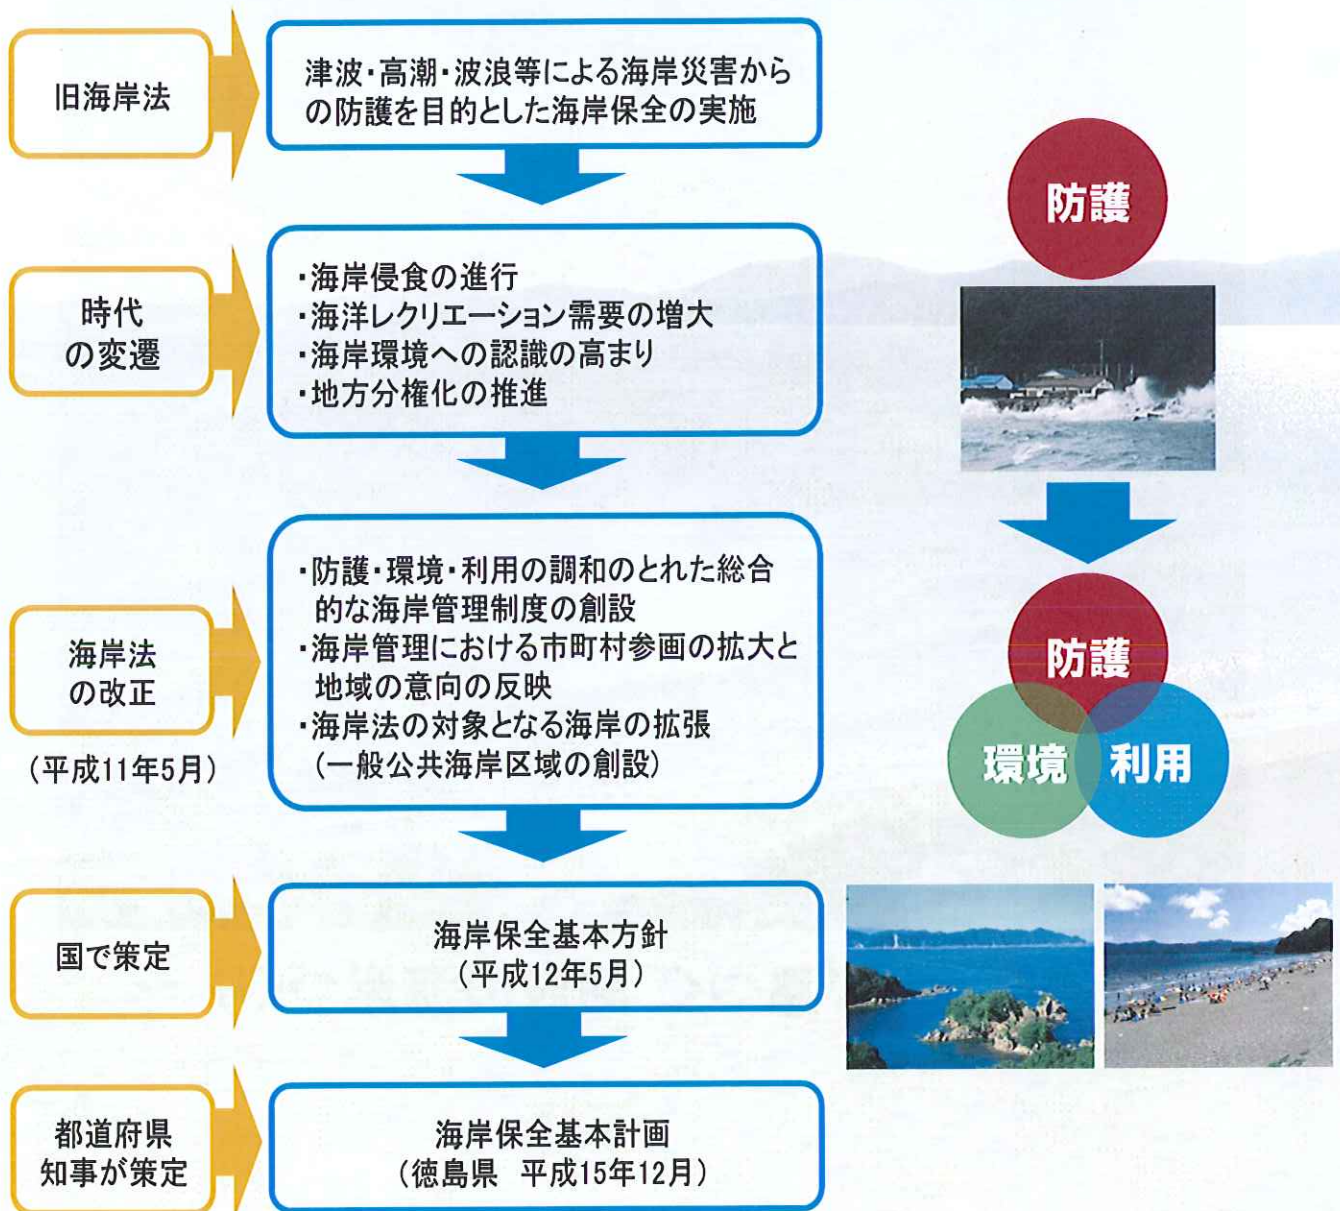 旧海岸法
津波・高潮・波浪等による海岸災害から
の防護を目的とした海岸保全の実施
時代
の変遷
・海岸侵食の進行
・海洋レクリエーション需要の増大
・海岸環境への認識の高まり
・地方分権化の推進
海岸法
の改正
(平成11年5月)
・防護・環境・利用の調和のとれた総合
的な海岸管理制度の創設
・海岸管理における市町村参画の拡大と
地域の意向の反映
・海岸法の対象となる海岸の拡張
(一般公共海岸区域の創設)
国で策定
海岸保全基本方針
(平成12年5月)
都道府県
知事が策定
海岸保全基本計画
(徳島県 平成15年12月)
防護
防護
環境 利用